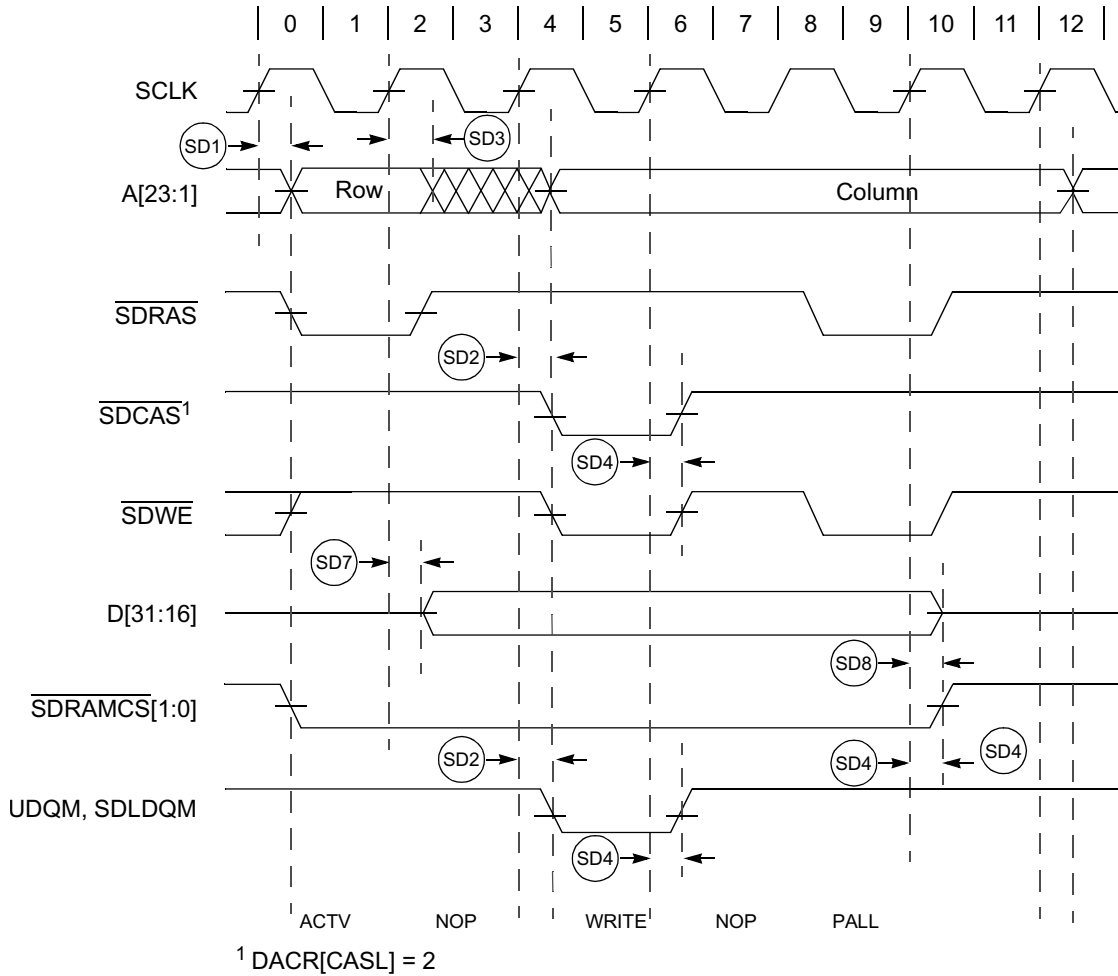 0 1 2 3 4 5 6 7 8 9 10 11 12
SCLK
SD1
SD3
A[23:1]
Row
Column
SDRAS
SD2
SDCAS1
SD4
SDWE
SD7
D[31:16]
SD8
SDRAMCS[1:0]
SD2
SD4
SD4
UDQM, SDLDQM
SD4
ACTV NOP WRITE NOP PALL
1 DACR[CASL] = 2